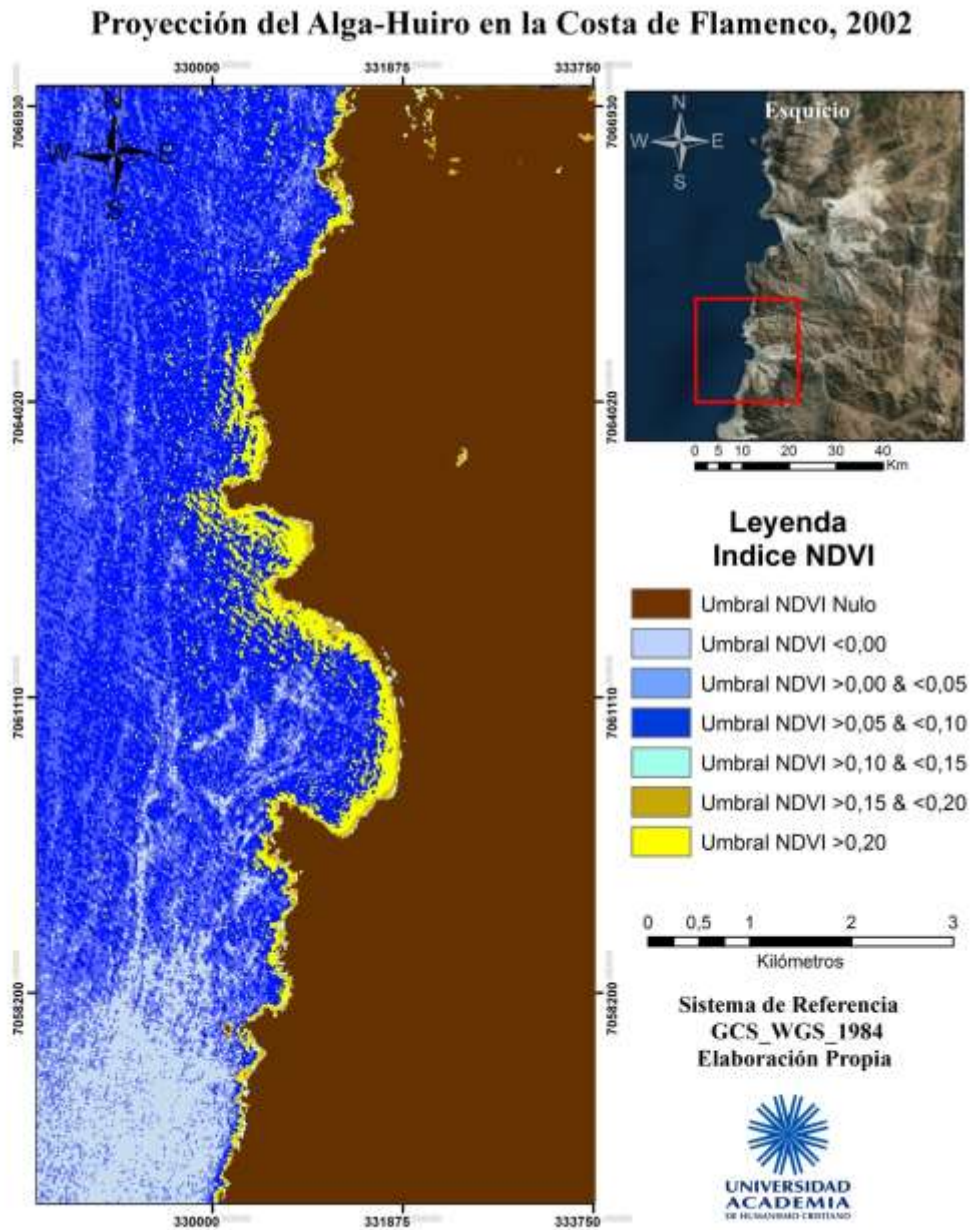 Proyección del Alga-Huiro en la Costa de Flamenco, 2002
330000
331875
333750
7066930
7064020
7061110
7058200
N
W
E
S
330000
331875
333750
7066930
7064020
7061110
7058200
Esquicio
N
W
E
S
0 5 10 20 30 40
Km
Leyenda
Indice NDVI
Umbral NDVI Nulo
Umbral NDVI <0,00
Umbral NDVI >0,00 & <0,05
Umbral NDVI >0,05 & <0,10
Umbral NDVI >0,10 & <0,15
Umbral NDVI >0,15 & <0,20
Umbral NDVI >0,20
0 0,5 1 2 3
Kilómetros
Sistema de Referencia
GCS_WGS_1984
Elaboración Propia
UNIVERSIDAD
ACADEMIA
DE HUMANISMO CRISTIANO